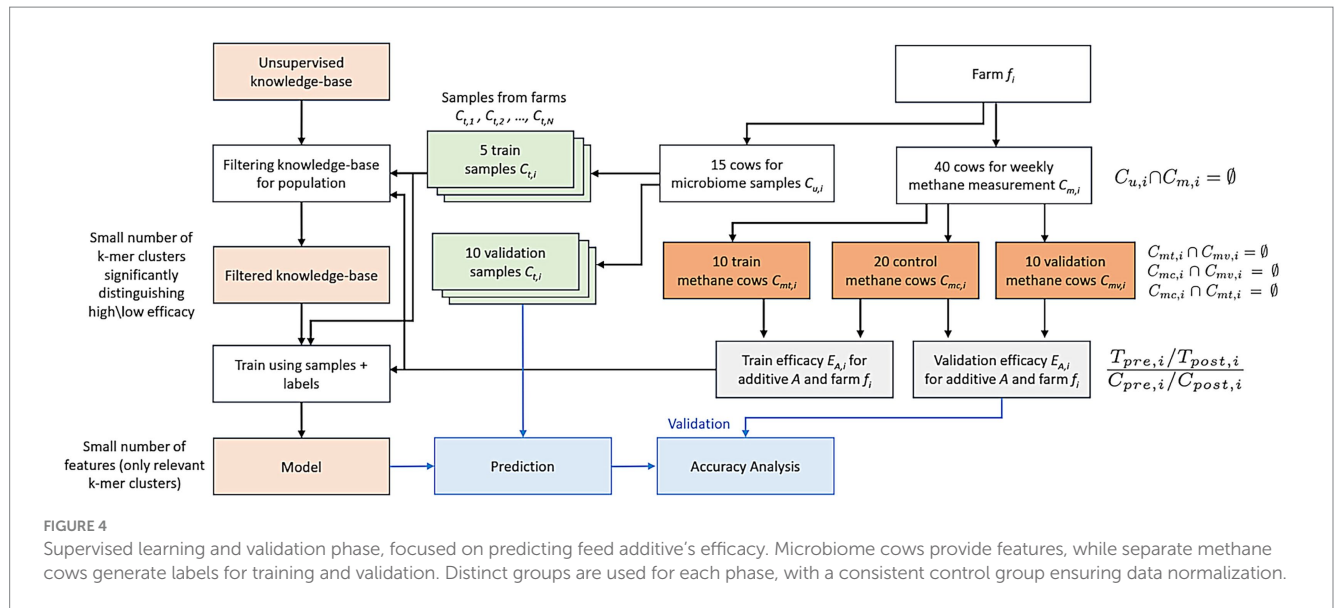 Unsupervised
knowledge-base
Farm fᵢ
Samples from farms
C_{t,1} , C_{t,2} , ..., C_{t,N}
5 train
samples C_{t,i}
Filtering knowledge-base
for population
15 cows for
microbiome samples C_{u,i}
40 cows for weekly
methane measurement C_{m,i}
C_{u,i}∩C_{m,i} = ∅
Small number of
k-mer clusters
significantly
distinguishing
high\low efficacy
Filtered knowledge-base
10 validation
samples C_{t,i}
10 train
methane cows C_{mt,i}
20 control
methane cows C_{mc,i}
10 validation
methane cows C_{mv,i}
C_{mt,i} ∩ C_{mv,i} = ∅
C_{mc,i} ∩ C_{mv,i} = ∅
C_{mc,i} ∩ C_{mt,i} = ∅
Train using samples +
labels
Train efficacy E_{A,i} for
additive A and farm fᵢ
Validation efficacy E_{A,i}
for additive A and farm fᵢ
T_{pre,i}/T_{post,i}
C_{pre,i}/C_{post,i}
Validation
Small number of
features (only relevant
k-mer clusters)
Model
Prediction
Accuracy Analysis
FIGURE 4
Supervised learning and validation phase, focused on predicting feed additive's efficacy. Microbiome cows provide features, while separate methane
cows generate labels for training and validation. Distinct groups are used for each phase, with a consistent control group ensuring data normalization.